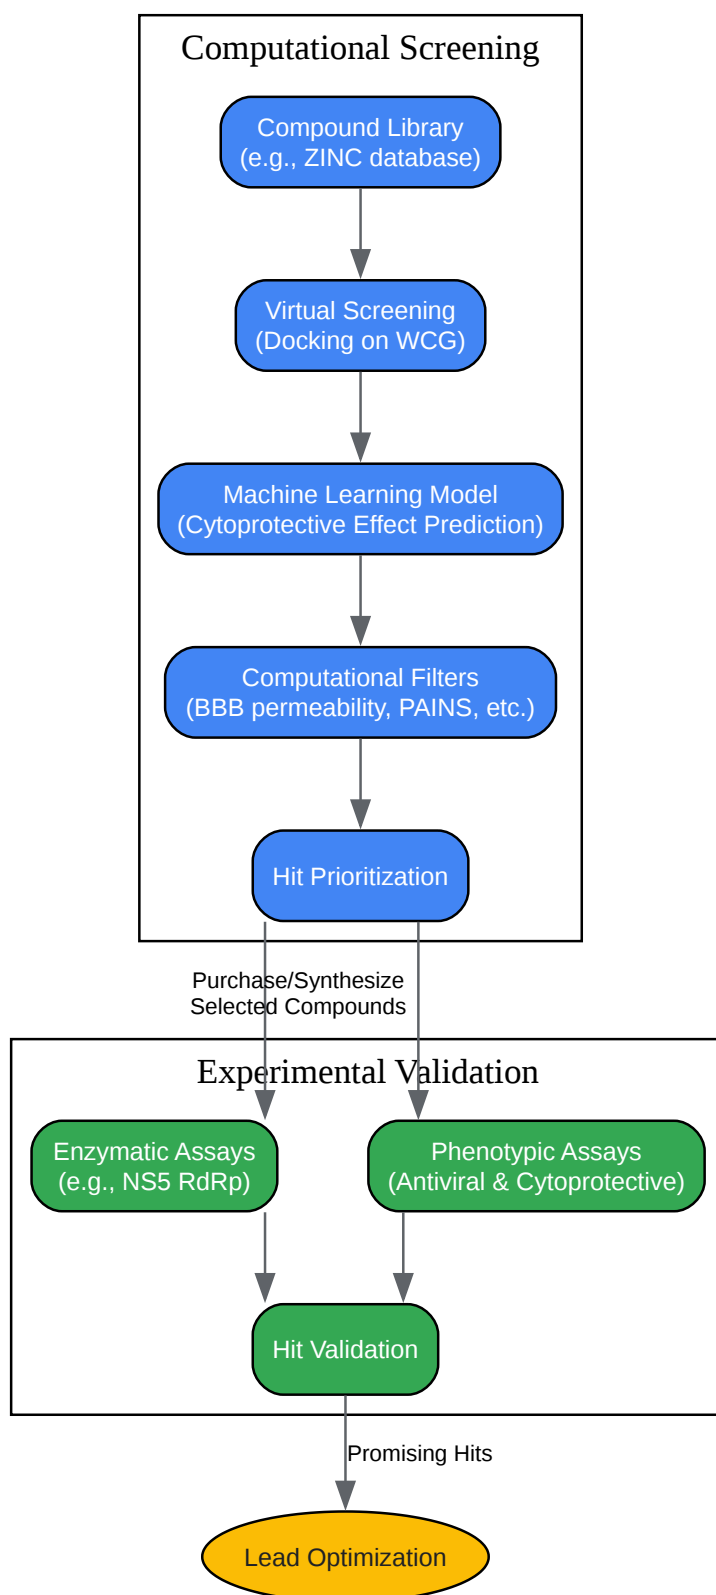 Computational Screening
Compound Library
(e.g., ZINC database)
Virtual Screening
(Docking on WCG)
Machine Learning Model
(Cytoprotective Effect Prediction)
Computational Filters
(BBB permeability, PAINS, etc.)
Hit Prioritization
Purchase/Synthesize
Selected Compounds
Experimental Validation
Enzymatic Assays
(e.g., NS5 RdRp)
Phenotypic Assays
(Antiviral & Cytoprotective)
Hit Validation
Promising Hits
Lead Optimization